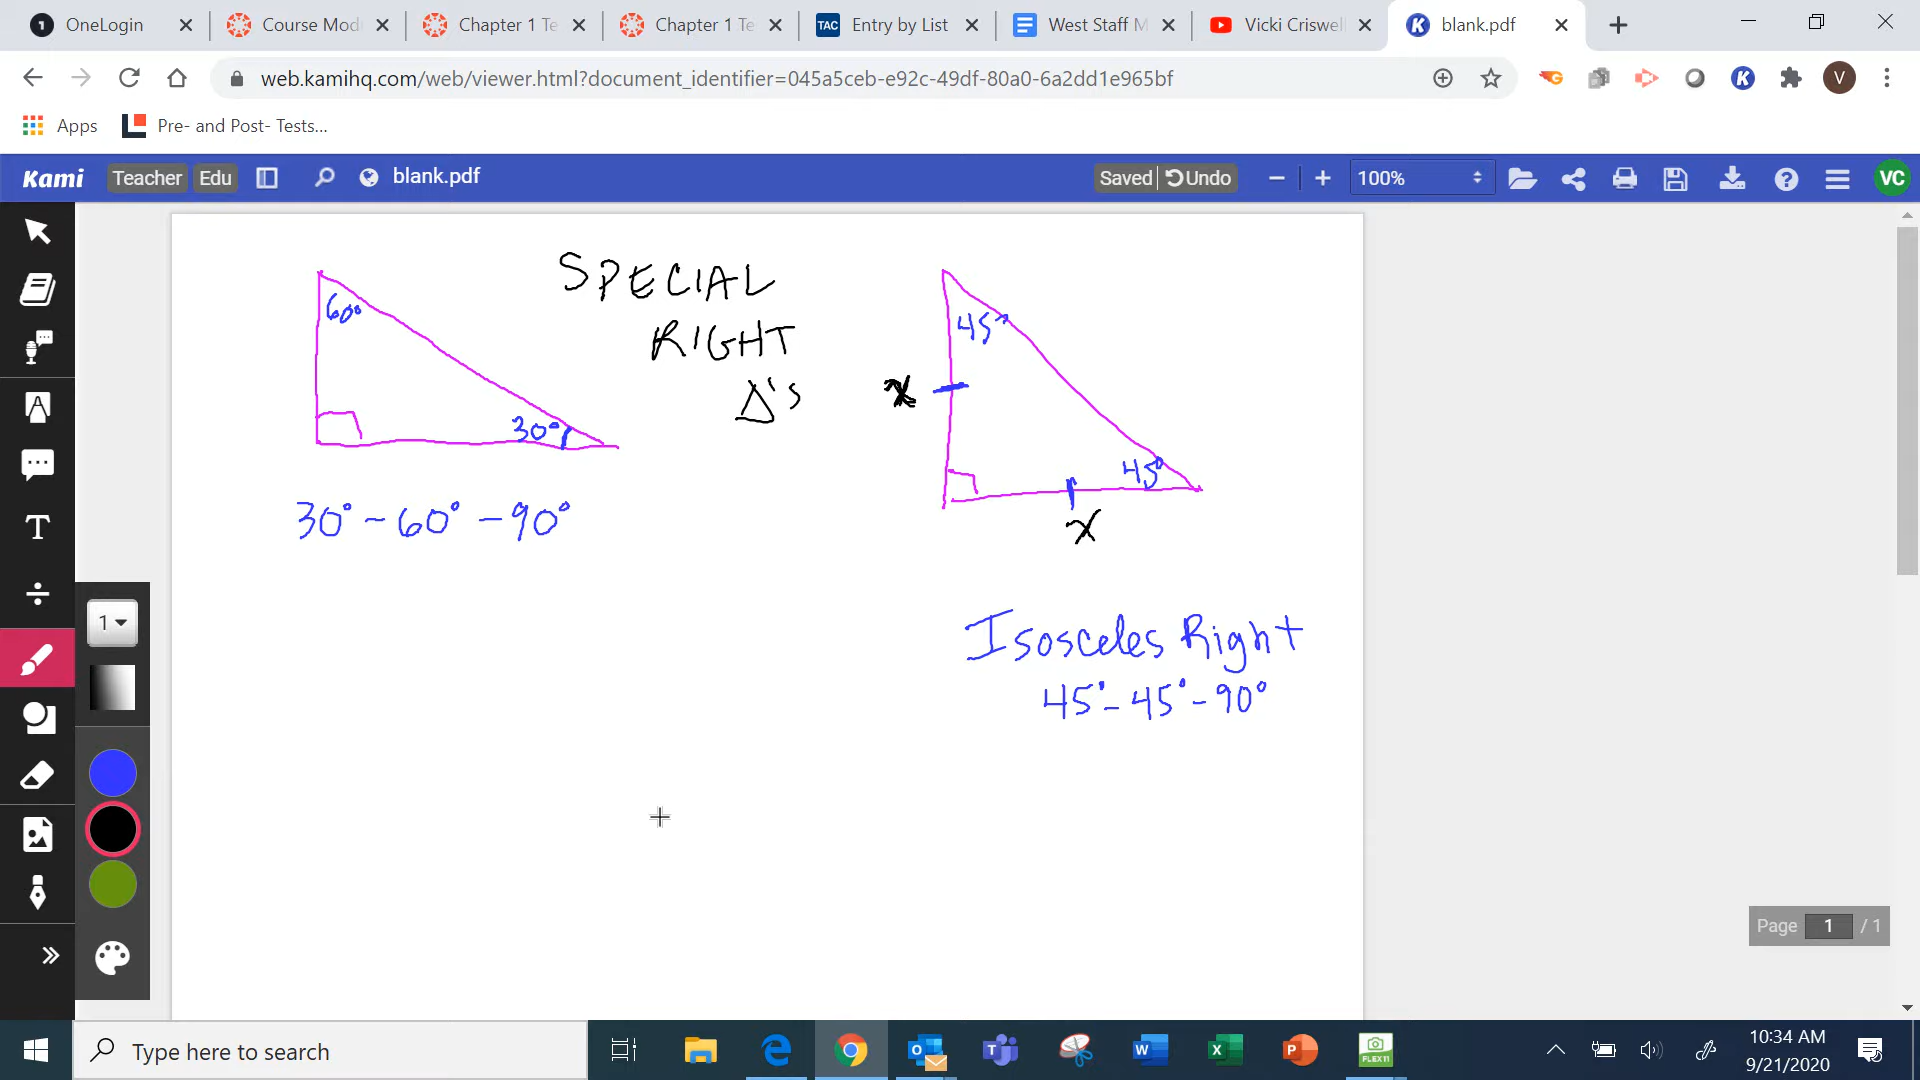 OneLogin
Course Mod
Chapter 1 Te
Chapter 1 Te
Entry by List
West Staff M
Vicki Criswel
blank.pdf
web.kamihq.com/web/viewer.html?document_identifier=045a5ceb-e92c-49df-80a0-6a2dd1e965bf
V
Apps
Pre- and Post- Tests...
Kami Teacher Edu blank.pdf Saved Undo 100% VC
SPECIAL
RIGHT
Δ's
60°
30°
30° - 60° - 90°
45°
x
45°
x
Isosceles Right
45° - 45° - 90°
1
Page 1 / 1
Type here to search
FLEX11
10:34 AM
9/21/2020